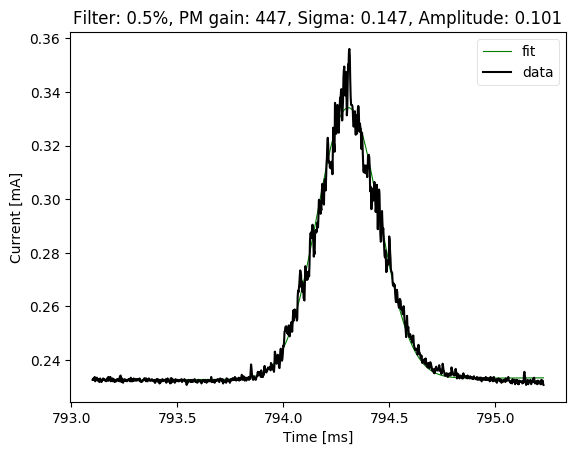 Filter: 0.5%, PM gain: 447, Sigma: 0.147, Amplitude: 0.101
fit
data
0.36
0.34
0.32
0.30
0.28
0.26
0.24
Current [mA]
793.0 793.5 794.0 794.5 795.0
Time [ms]